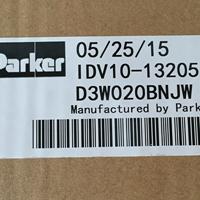 Parker
05/25/15
IDV10-13205
D3W020BNJW
Manufactured by Park